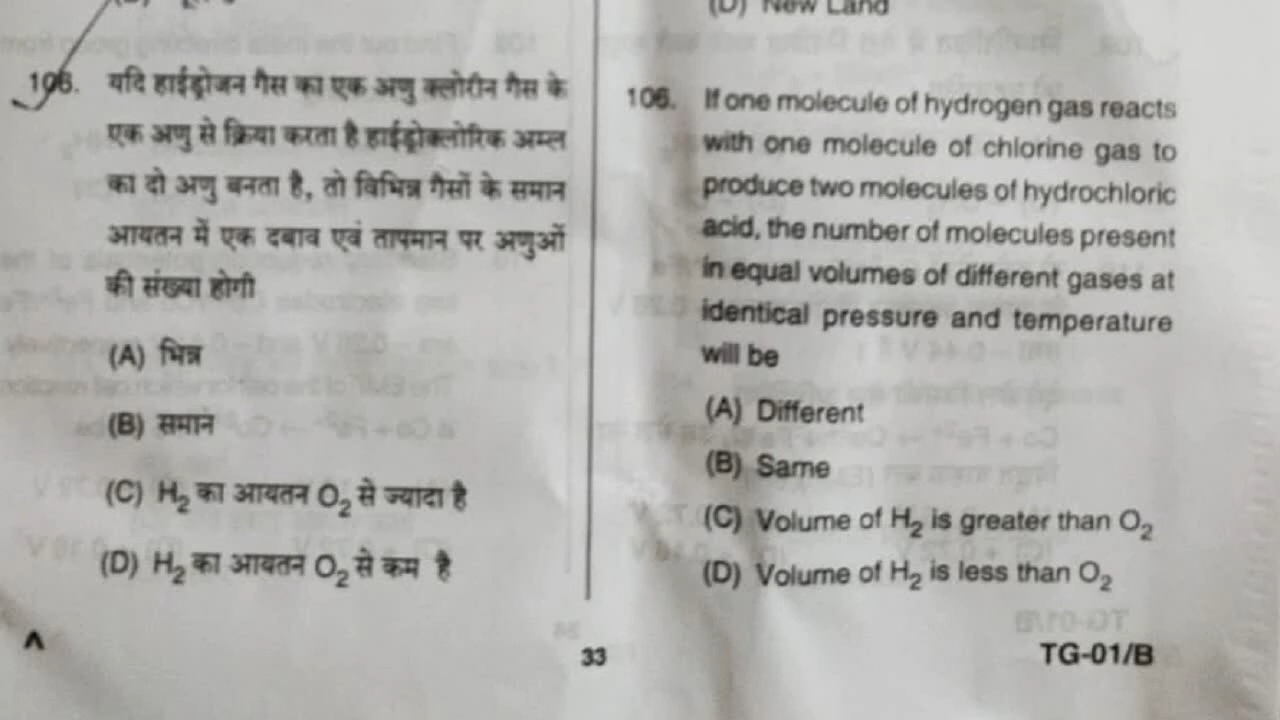 106. यदि हाईड्रोजन गैस का एक अणु क्लोरीन गैस के
एक अणु से क्रिया करता है हाईड्रोक्लोरिक अम्ल
का दो अणु बनता है, तो विभिन्न गैसों के समान
आयतन में एक दबाव एवं तापमान पर अणुओं
की संख्या होगी
(A) भिन्न
(B) समान
(C) H₂ का आयतन O₂ से ज्यादा है
(D) H₂ का आयतन O₂ से कम है
(D) New Land
106. If one molecule of hydrogen gas reacts
with one molecule of chlorine gas to
produce two molecules of hydrochloric
acid, the number of molecules present
in equal volumes of different gases at
identical pressure and temperature
will be
(A) Different
(B) Same
(C) Volume of H₂ is greater than O₂
(D) Volume of H₂ is less than O₂
33
TG-01/B